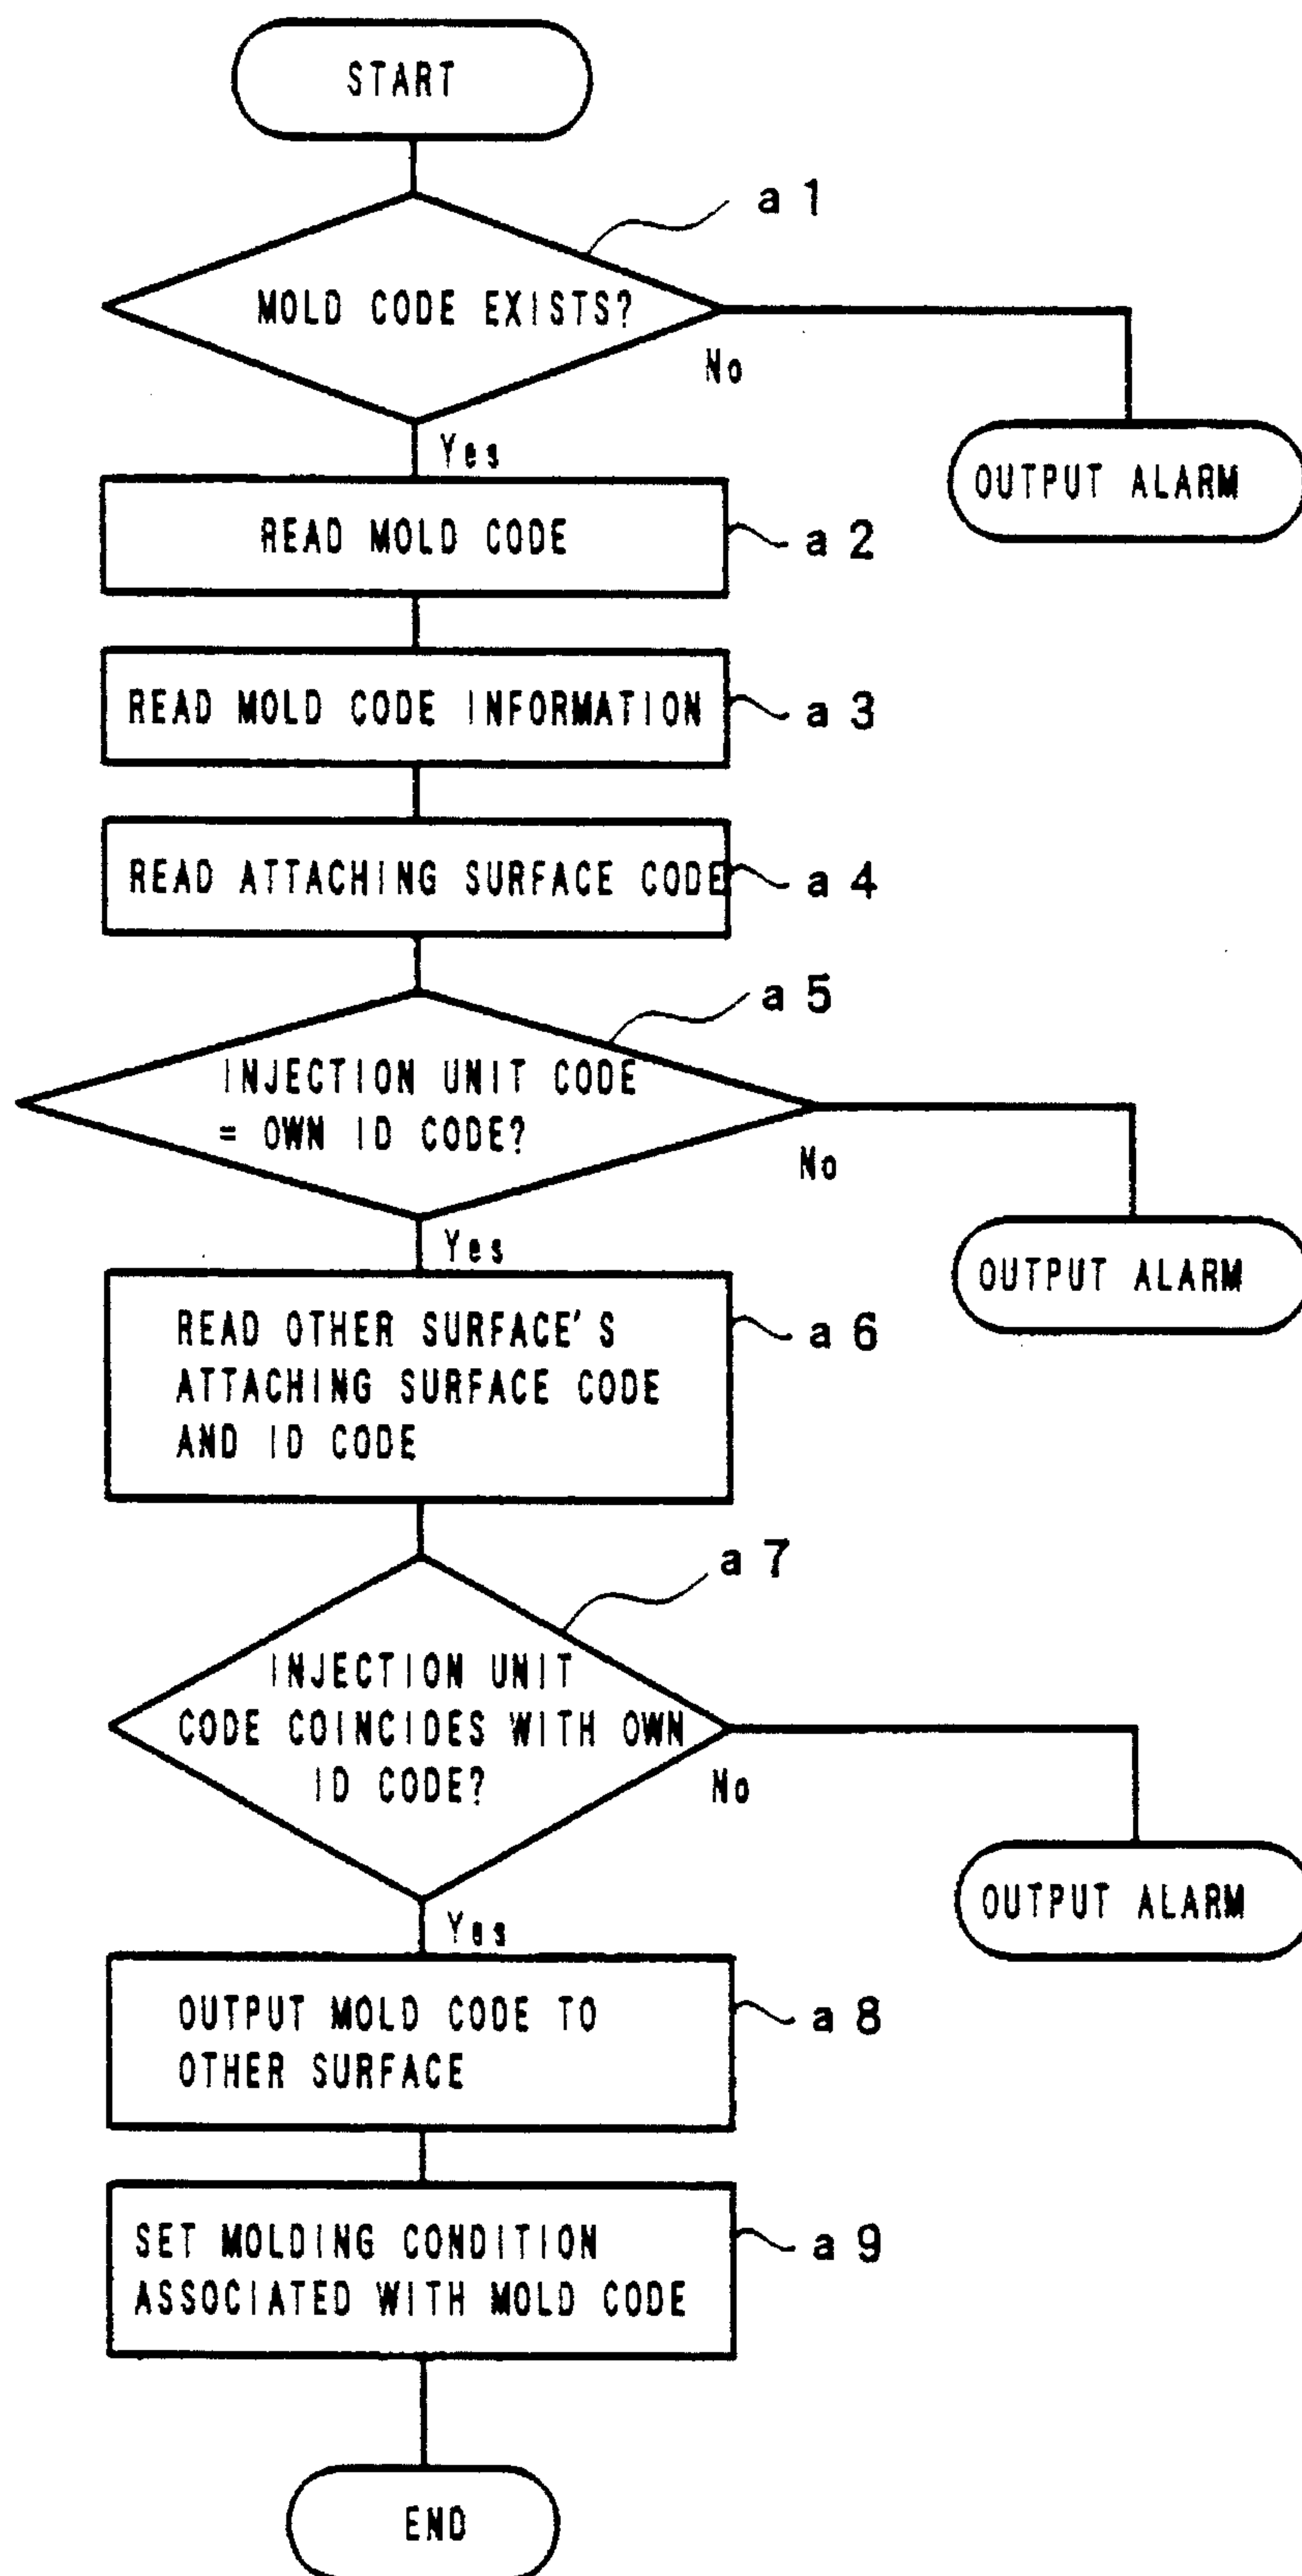 START
a 1
MOLD CODE EXISTS?
No
Yes
OUTPUT ALARM
READ MOLD CODE
a 2
READ MOLD CODE INFORMATION
a 3
READ ATTACHING SURFACE CODE
a 4
a 5
INJECTION UNIT CODE
= OWN ID CODE?
No
Yes
OUTPUT ALARM
READ OTHER SURFACE'S
ATTACHING SURFACE CODE
AND ID CODE
a 6
a 7
INJECTION UNIT
CODE COINCIDES WITH OWN
ID CODE?
No
Yes
OUTPUT ALARM
OUTPUT MOLD CODE TO
OTHER SURFACE
a 8
SET MOLDING CONDITION
ASSOCIATED WITH MOLD CODE
a 9
END